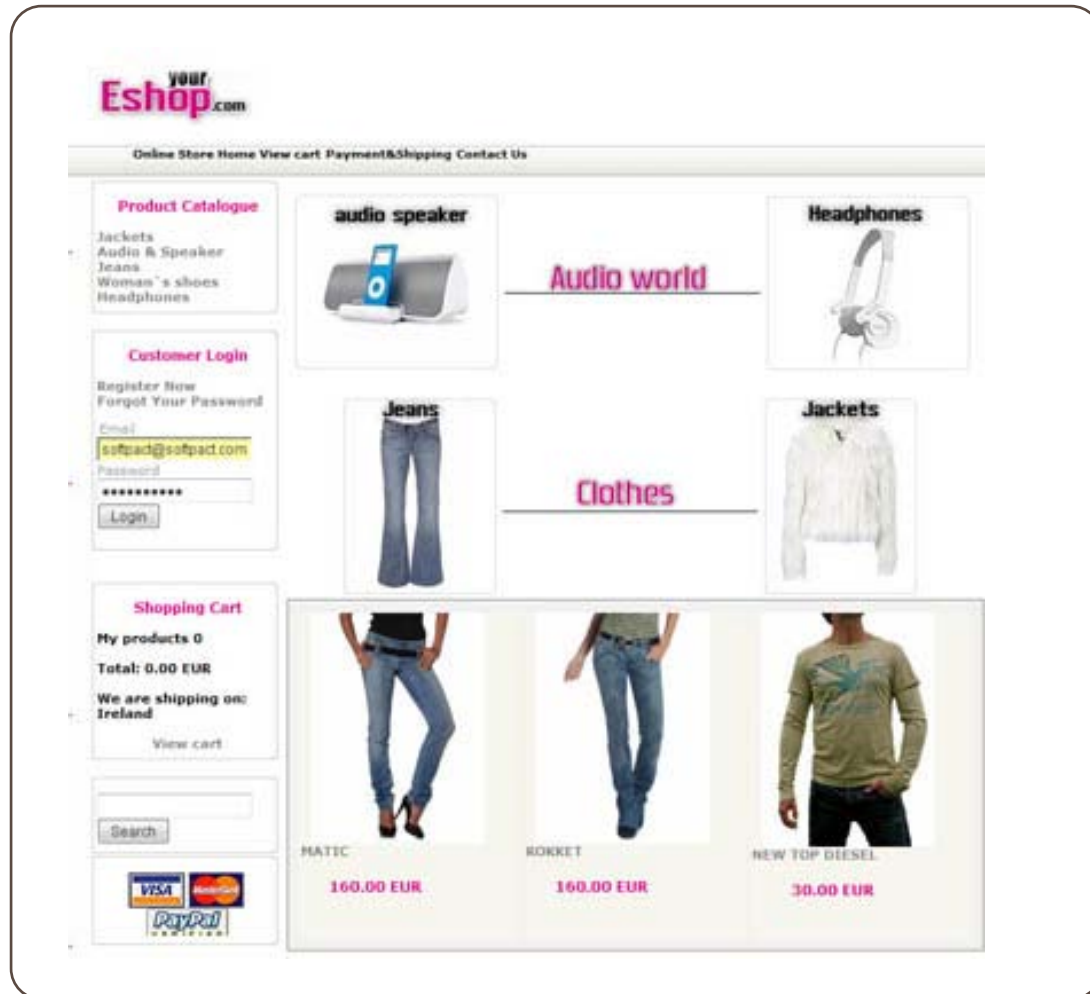 your
Eshop.com
Online Store Home View cart Payment&Shipping Contact Us
Product Catalogue
Jackets
Audio & Speaker
Jeans
Woman`s shoes
Headphones
Customer Login
Register Now
Forgot Your Password
Email
softpact@softpact.com
Password
Login
Shopping Cart
My products 0
Total: 0.00 EUR
We are shipping on:
Ireland
View cart
Search
VISA MasterCard
PayPal
VERIFIED
audio speaker
Headphones
Audio world
Jeans
Jackets
Clothes
MATIC
ROKKET
NEW TOP DIESEL
160.00 EUR
160.00 EUR
30.00 EUR